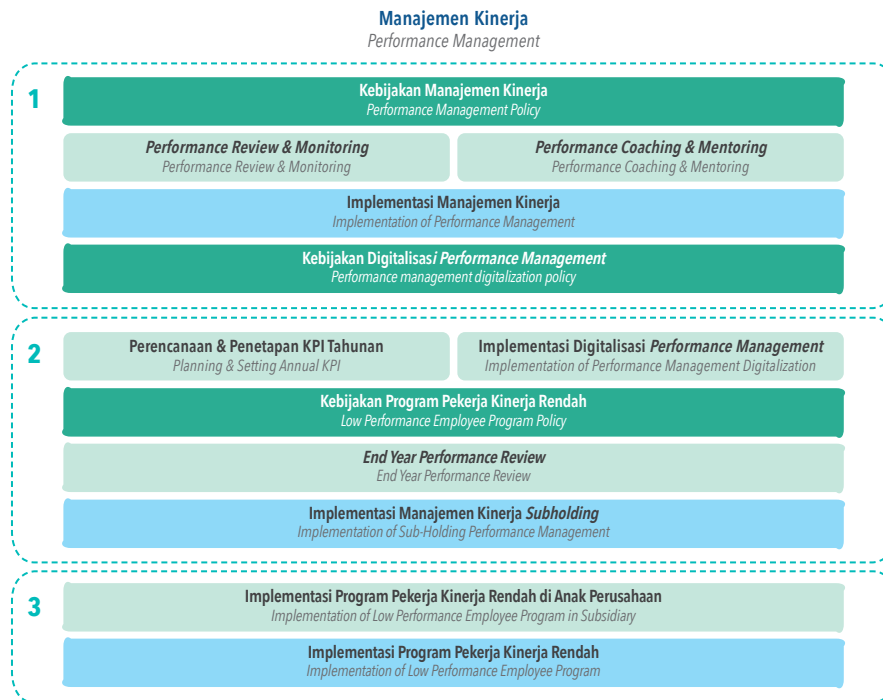 Manajemen Kinerja
Performance Management
1
Kebijakan Manajemen Kinerja
Performance Management Policy
Performance Review & Monitoring
Performance Review & Monitoring
Performance Coaching & Mentoring
Performance Coaching & Mentoring
Implementasi Manajemen Kinerja
Implementation of Performance Management
Kebijakan Digitalisasi Performance Management
Performance management digitalization policy
2
Perencanaan & Penetapan KPI Tahunan
Planning & Setting Annual KPI
Implementasi Digitalisasi Performance Management
Implementation of Performance Management Digitalization
Kebijakan Program Pekerja Kinerja Rendah
Low Performance Employee Program Policy
End Year Performance Review
End Year Performance Review
Implementasi Manajemen Kinerja Subholding
Implementation of Sub-Holding Performance Management
3
Implementasi Program Pekerja Kinerja Rendah di Anak Perusahaan
Implementation of Low Performance Employee Program in Subsidiary
Implementasi Program Pekerja Kinerja Rendah
Implementation of Low Performance Employee Program